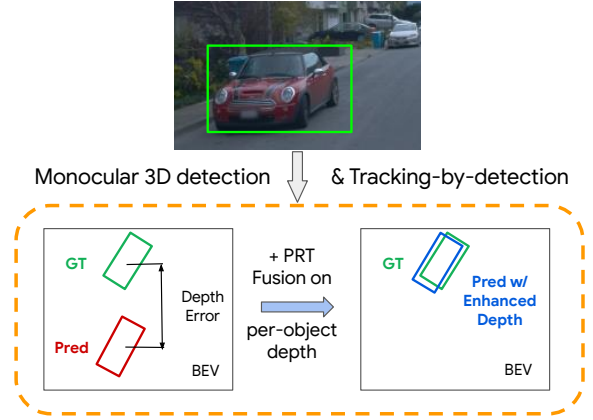 Monocular 3D detection & Tracking-by-detection
GT
Depth
Error
Pred
BEV
+ PRT
Fusion on
per-object
depth
GT
Pred w/
Enhanced
Depth
BEV